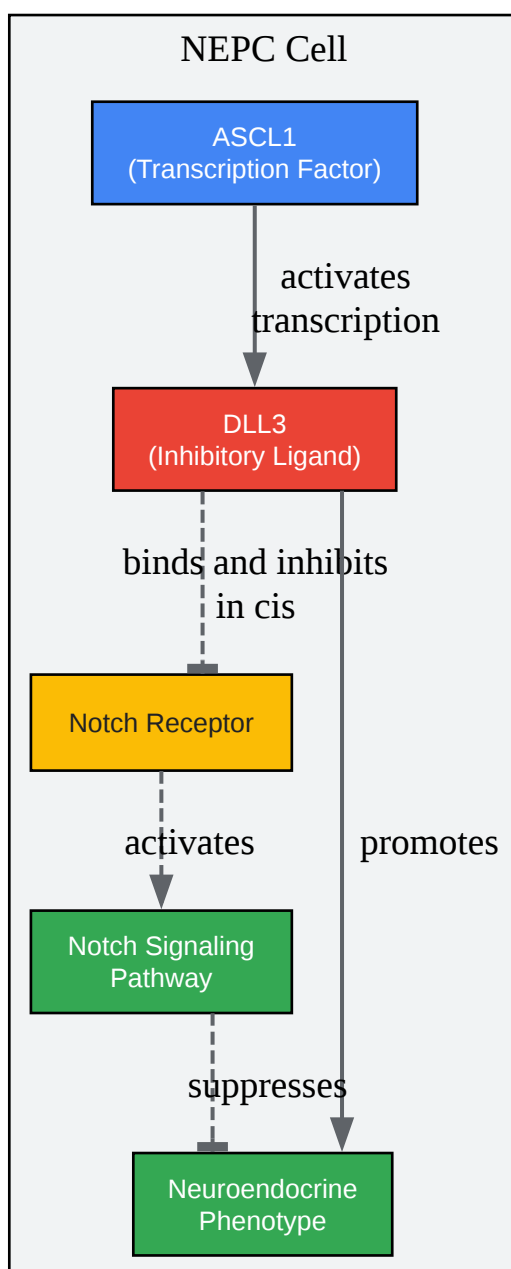 NEPC Cell
ASCL1
(Transcription Factor)
activates
transcription
DLL3
(Inhibitory Ligand)
binds and inhibits
in cis
Notch Receptor
activates
promotes
Notch Signaling
Pathway
suppresses
Neuroendocrine
Phenotype